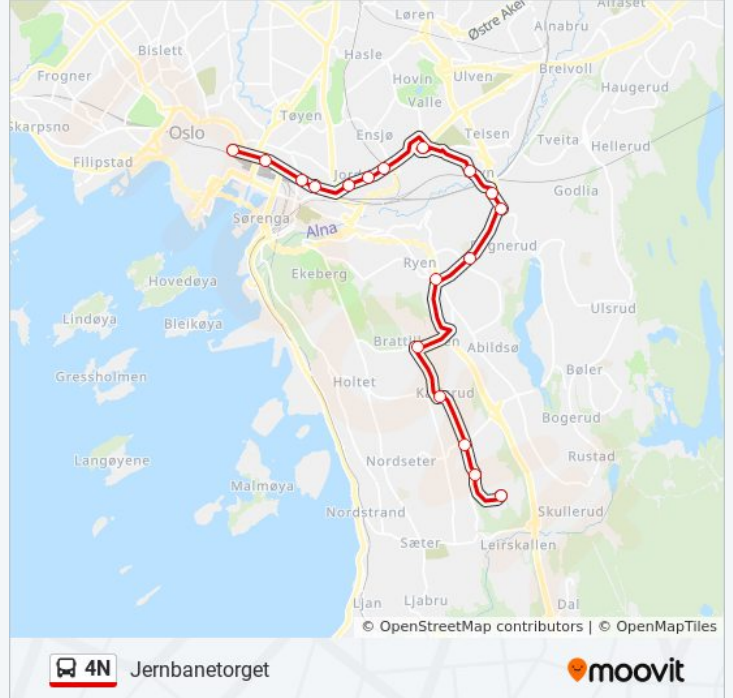 Løren
Alfaset
Østre Aker
Alnabru
Bislett
Hasle
Breivoll
Frogner
Hovin
Ulven
Haugerud
Valle
Tøyen
Skarpsno
Oslo
Ensjø
Teisen
Tveita
Hellerud
Filipstad
Godlia
Sørenga
Alna
Ryen
Ekeberg
Hovedøya
Ulsrud
Lindøya
Bleikøya
Abildsø
Bøler
Gressholmen
Holtet
Bogerud
Langøyene
Nordseter
Rustad
Malmøya
Nordstrand
Skullerud
Sæter
Leirskallen
Ljan
Ljabru
Dal
© OpenStreetMap contributors | © OpenMapTiles
4N Jernbanetorget
moovit